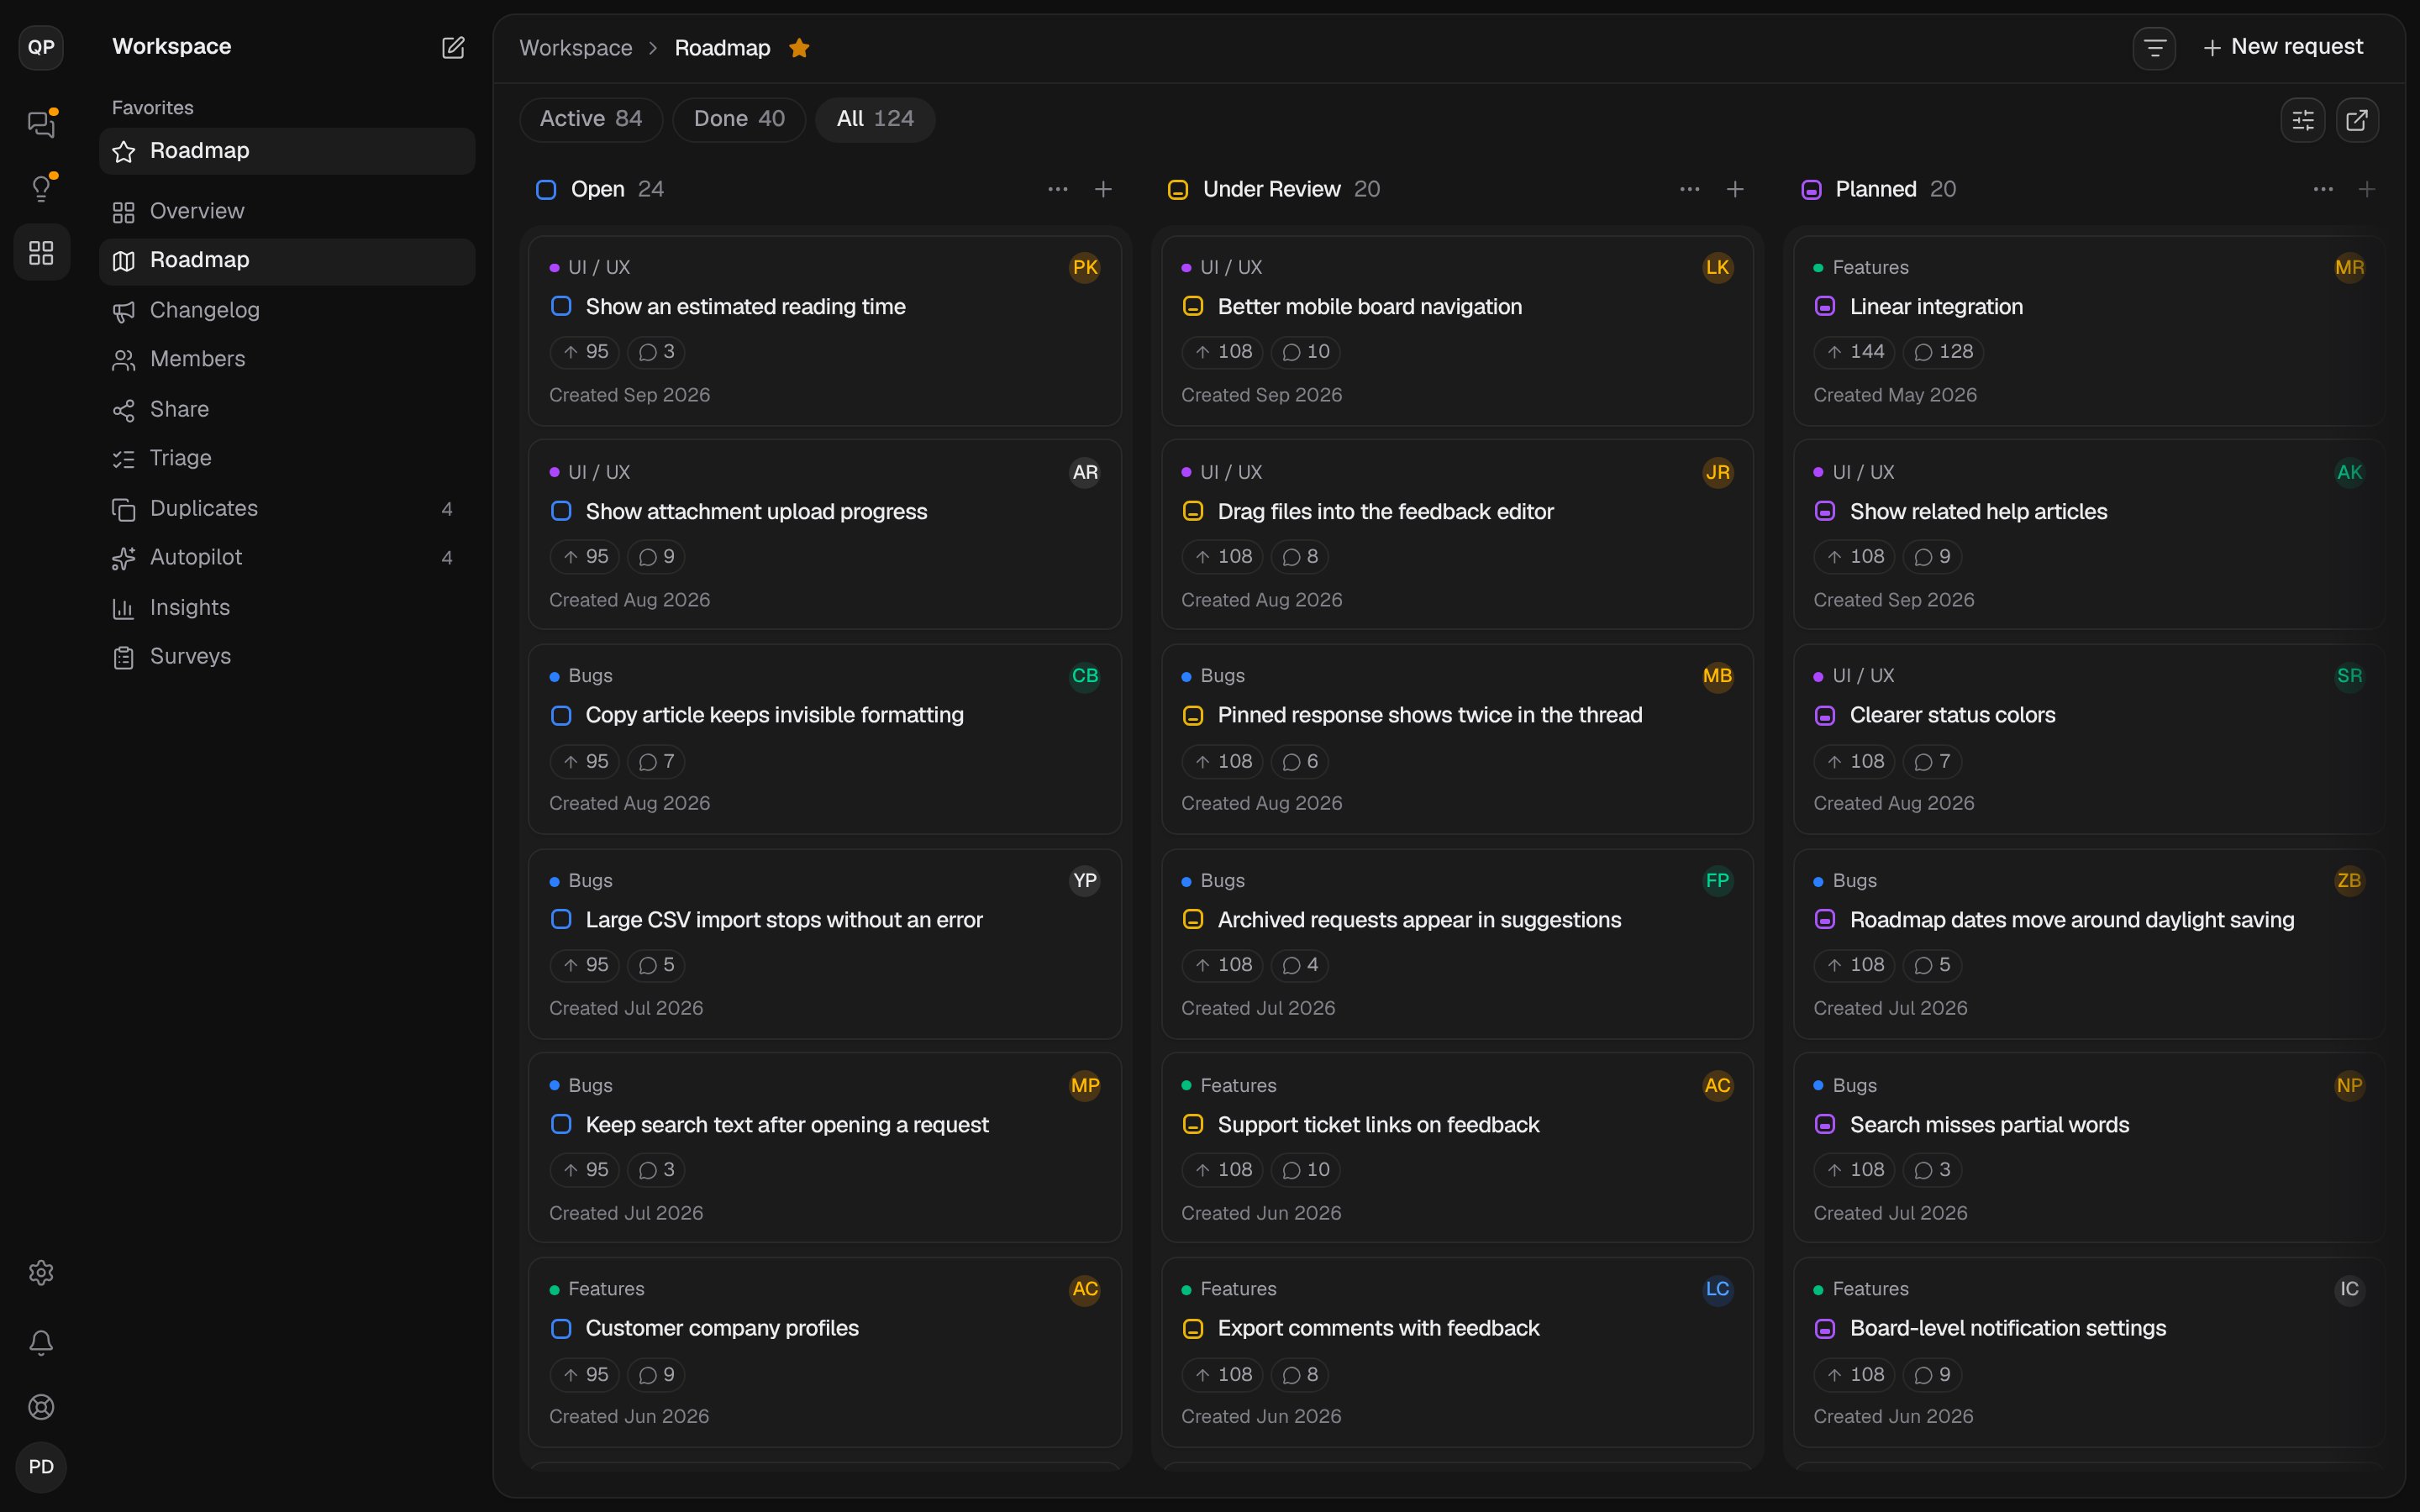 QP
Workspace
Favorites
Roadmap
Overview
Roadmap
Changelog
Members
Share
Triage
Duplicates 4
Autopilot 4
Insights
Surveys
PD
Workspace > Roadmap
New request
Active 84
Done 40
All 124
Open 24
UI / UX PK
Show an estimated reading time
95 3
Created Sep 2026
UI / UX AR
Show attachment upload progress
95 9
Created Aug 2026
Bugs CB
Copy article keeps invisible formatting
95 7
Created Aug 2026
Bugs YP
Large CSV import stops without an error
95 5
Created Jul 2026
Bugs MP
Keep search text after opening a request
95 3
Created Jul 2026
Features AC
Customer company profiles
95 9
Created Jun 2026
Under Review 20
UI / UX LK
Better mobile board navigation
108 10
Created Sep 2026
UI / UX JR
Drag files into the feedback editor
108 8
Created Aug 2026
Bugs MB
Pinned response shows twice in the thread
108 6
Created Aug 2026
Bugs FP
Archived requests appear in suggestions
108 4
Created Jul 2026
Features AC
Support ticket links on feedback
108 10
Created Jun 2026
Features LC
Export comments with feedback
108 8
Created Jun 2026
Planned 20
Features MR
Linear integration
144 128
Created May 2026
UI / UX AK
Show related help articles
108 9
Created Sep 2026
UI / UX SR
Clearer status colors
108 7
Created Aug 2026
Bugs ZB
Roadmap dates move around daylight saving
108 5
Created Jul 2026
Bugs NP
Search misses partial words
108 3
Created Jul 2026
Features IC
Board-level notification settings
108 9
Created Jun 2026